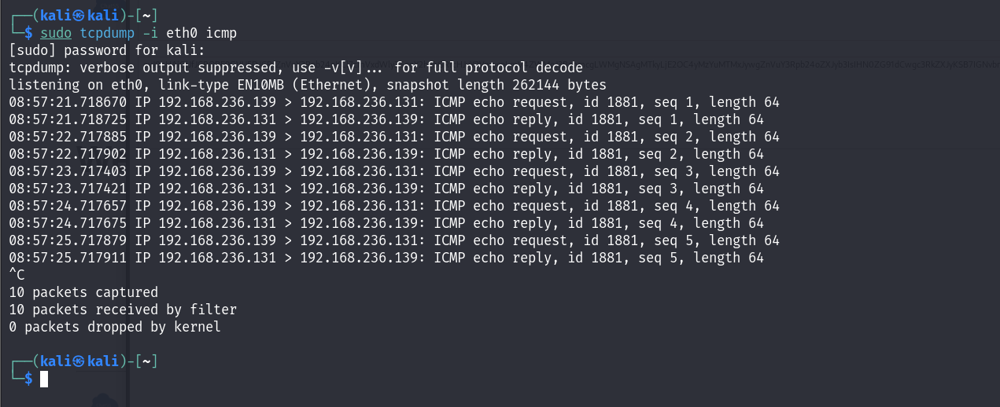 ┌──(kali㉿kali)-[~]
└─$ sudo tcpdump -i eth0 icmp
[sudo] password for kali:
tcpdump: verbose output suppressed, use -v[v]... for full protocol decode
listening on eth0, link-type EN10MB (Ethernet), snapshot length 262144 bytes
08:57:21.718670 IP 192.168.236.139 > 192.168.236.131: ICMP echo request, id 1881, seq 1, length 64
08:57:21.718725 IP 192.168.236.131 > 192.168.236.139: ICMP echo reply, id 1881, seq 1, length 64
08:57:22.717885 IP 192.168.236.139 > 192.168.236.131: ICMP echo request, id 1881, seq 2, length 64
08:57:22.717902 IP 192.168.236.131 > 192.168.236.139: ICMP echo reply, id 1881, seq 2, length 64
08:57:23.717403 IP 192.168.236.139 > 192.168.236.131: ICMP echo request, id 1881, seq 3, length 64
08:57:23.717421 IP 192.168.236.131 > 192.168.236.139: ICMP echo reply, id 1881, seq 3, length 64
08:57:24.717657 IP 192.168.236.139 > 192.168.236.131: ICMP echo request, id 1881, seq 4, length 64
08:57:24.717675 IP 192.168.236.131 > 192.168.236.139: ICMP echo reply, id 1881, seq 4, length 64
08:57:25.717879 IP 192.168.236.139 > 192.168.236.131: ICMP echo request, id 1881, seq 5, length 64
08:57:25.717911 IP 192.168.236.131 > 192.168.236.139: ICMP echo reply, id 1881, seq 5, length 64
^C
10 packets captured
10 packets received by filter
0 packets dropped by kernel
┌──(kali㉿kali)-[~]
└─$